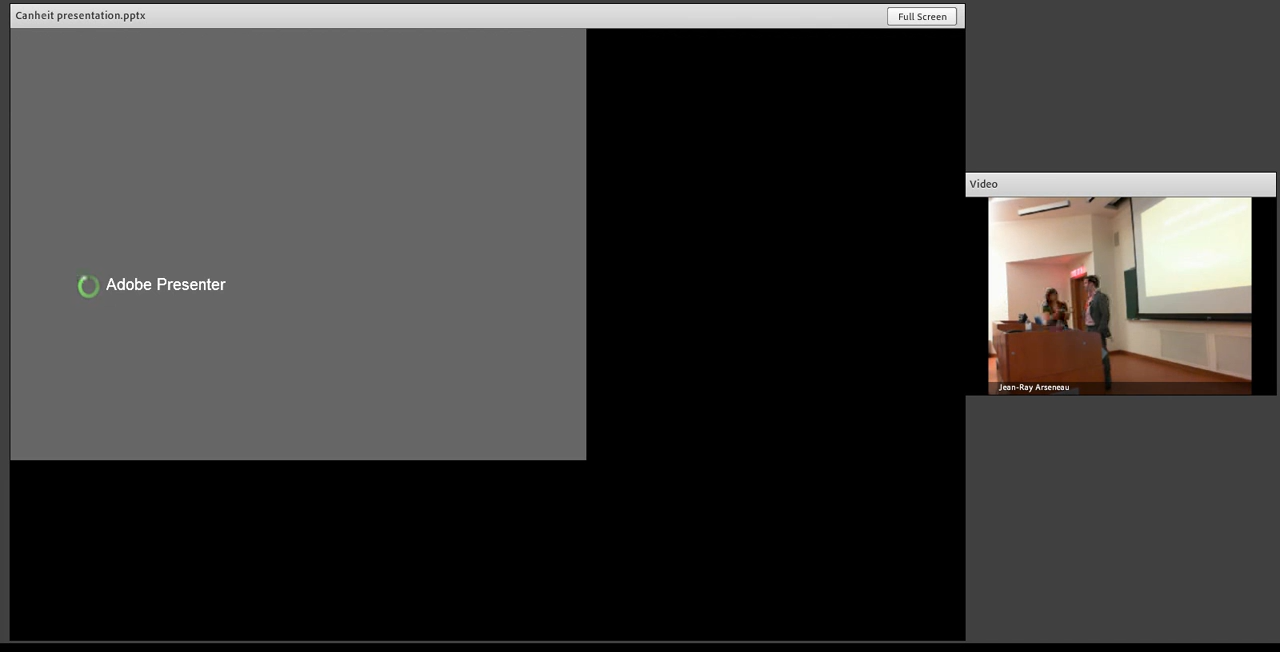 Canheit presentation.pptx
Full Screen
Video
Adobe Presenter
Jean-Ray Arseneau